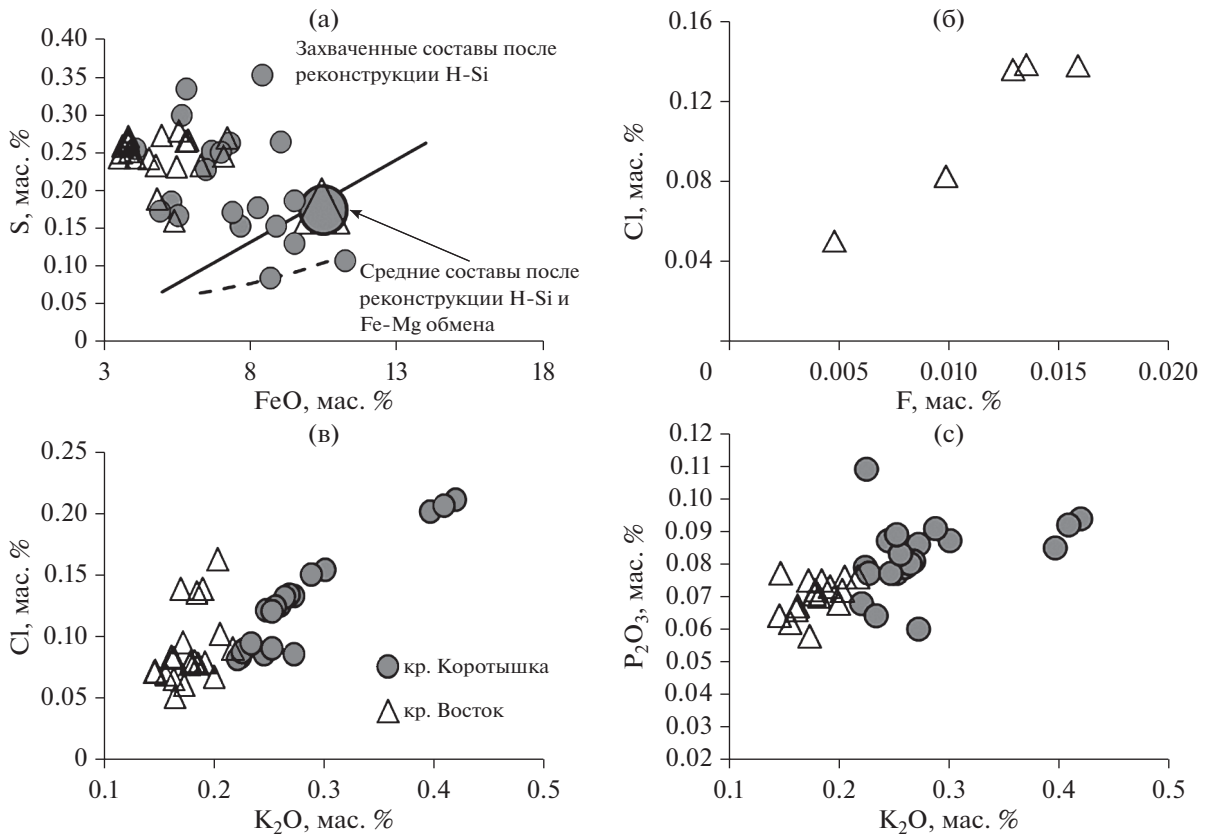 (а)
0.40
0.35
0.30
0.25
0.20
0.15
0.10
0.05
0
S, мас. %
Захваченные составы после
реконструкции H-Si
Средние составы после
реконструкции H-Si и
Fe-Mg обмена
3 8 13 18
FeO, мас. %
(б)
0.16
0.12
0.08
0.04
Cl, мас. %
0 0.005 0.010 0.015 0.020
F, мас. %
(в)
0.25
0.20
0.15
0.10
0.05
0
Cl, мас. %
кр. Коротышка
кр. Восток
0.1 0.2 0.3 0.4 0.5
K₂O, мас. %
(c)
0.12
0.11
0.10
0.09
0.08
0.07
0.06
0.05
0.04
0.03
0.02
P₂O₃, мас. %
0.1 0.2 0.3 0.4 0.5
K₂O, мас. %